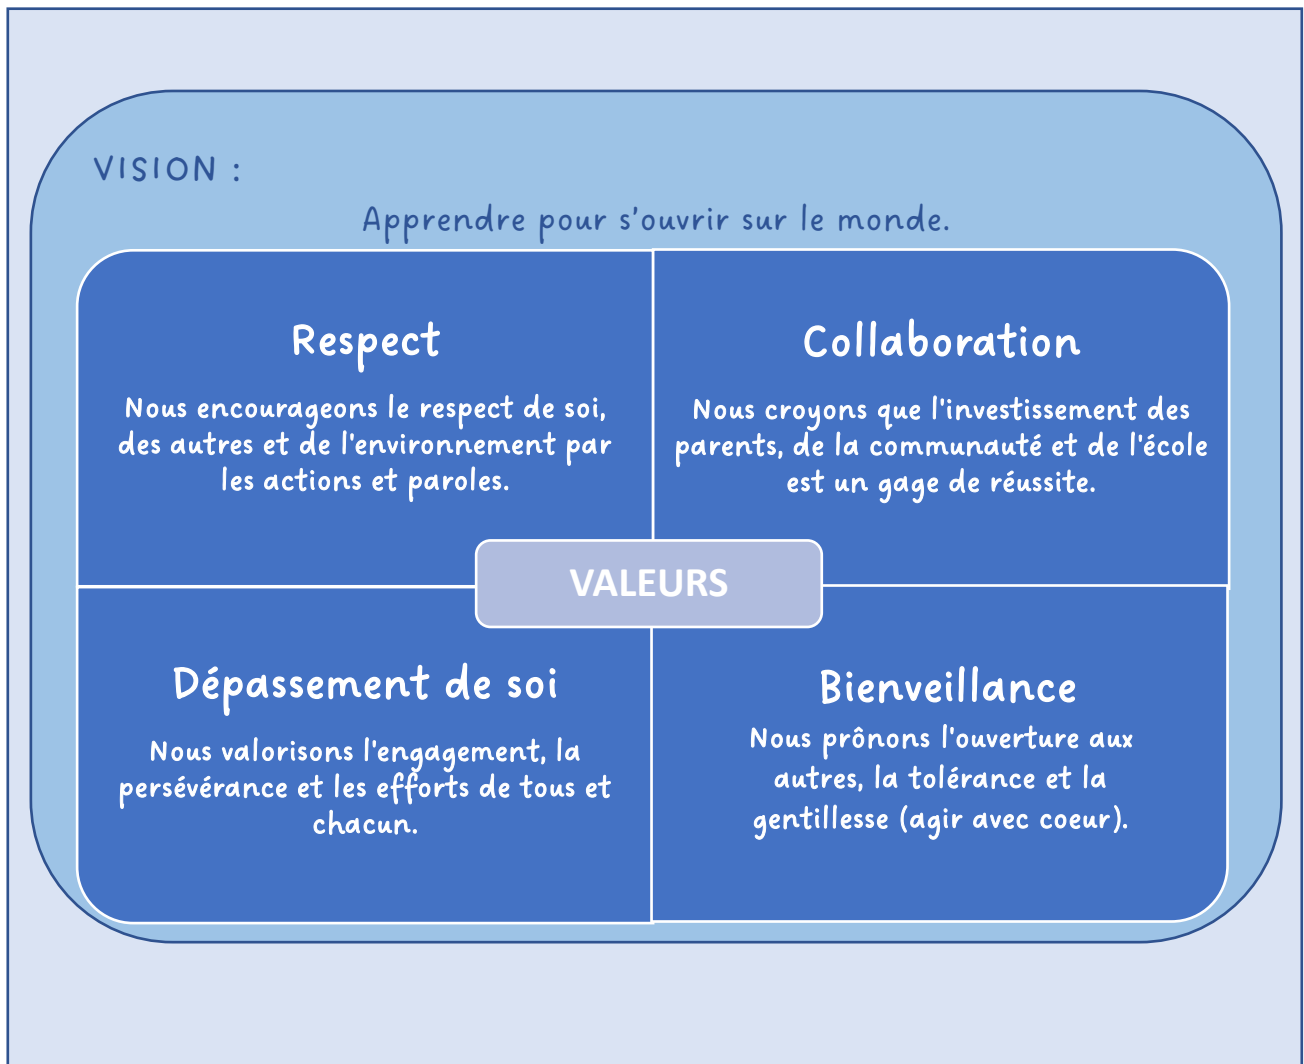 VISION :
Apprendre pour s'ouvrir sur le monde.
Respect
Nous encourageons le respect de soi,
des autres et de l'environnement par
les actions et paroles.
Collaboration
Nous croyons que l'investissement des
parents, de la communauté et de l'école
est un gage de réussite.
VALEURS
Dépassement de soi
Nous valorisons l'engagement, la
persévérance et les efforts de tous et
chacun.
Bienveillance
Nous prônons l'ouverture aux
autres, la tolérance et la
gentillesse (agir avec coeur).